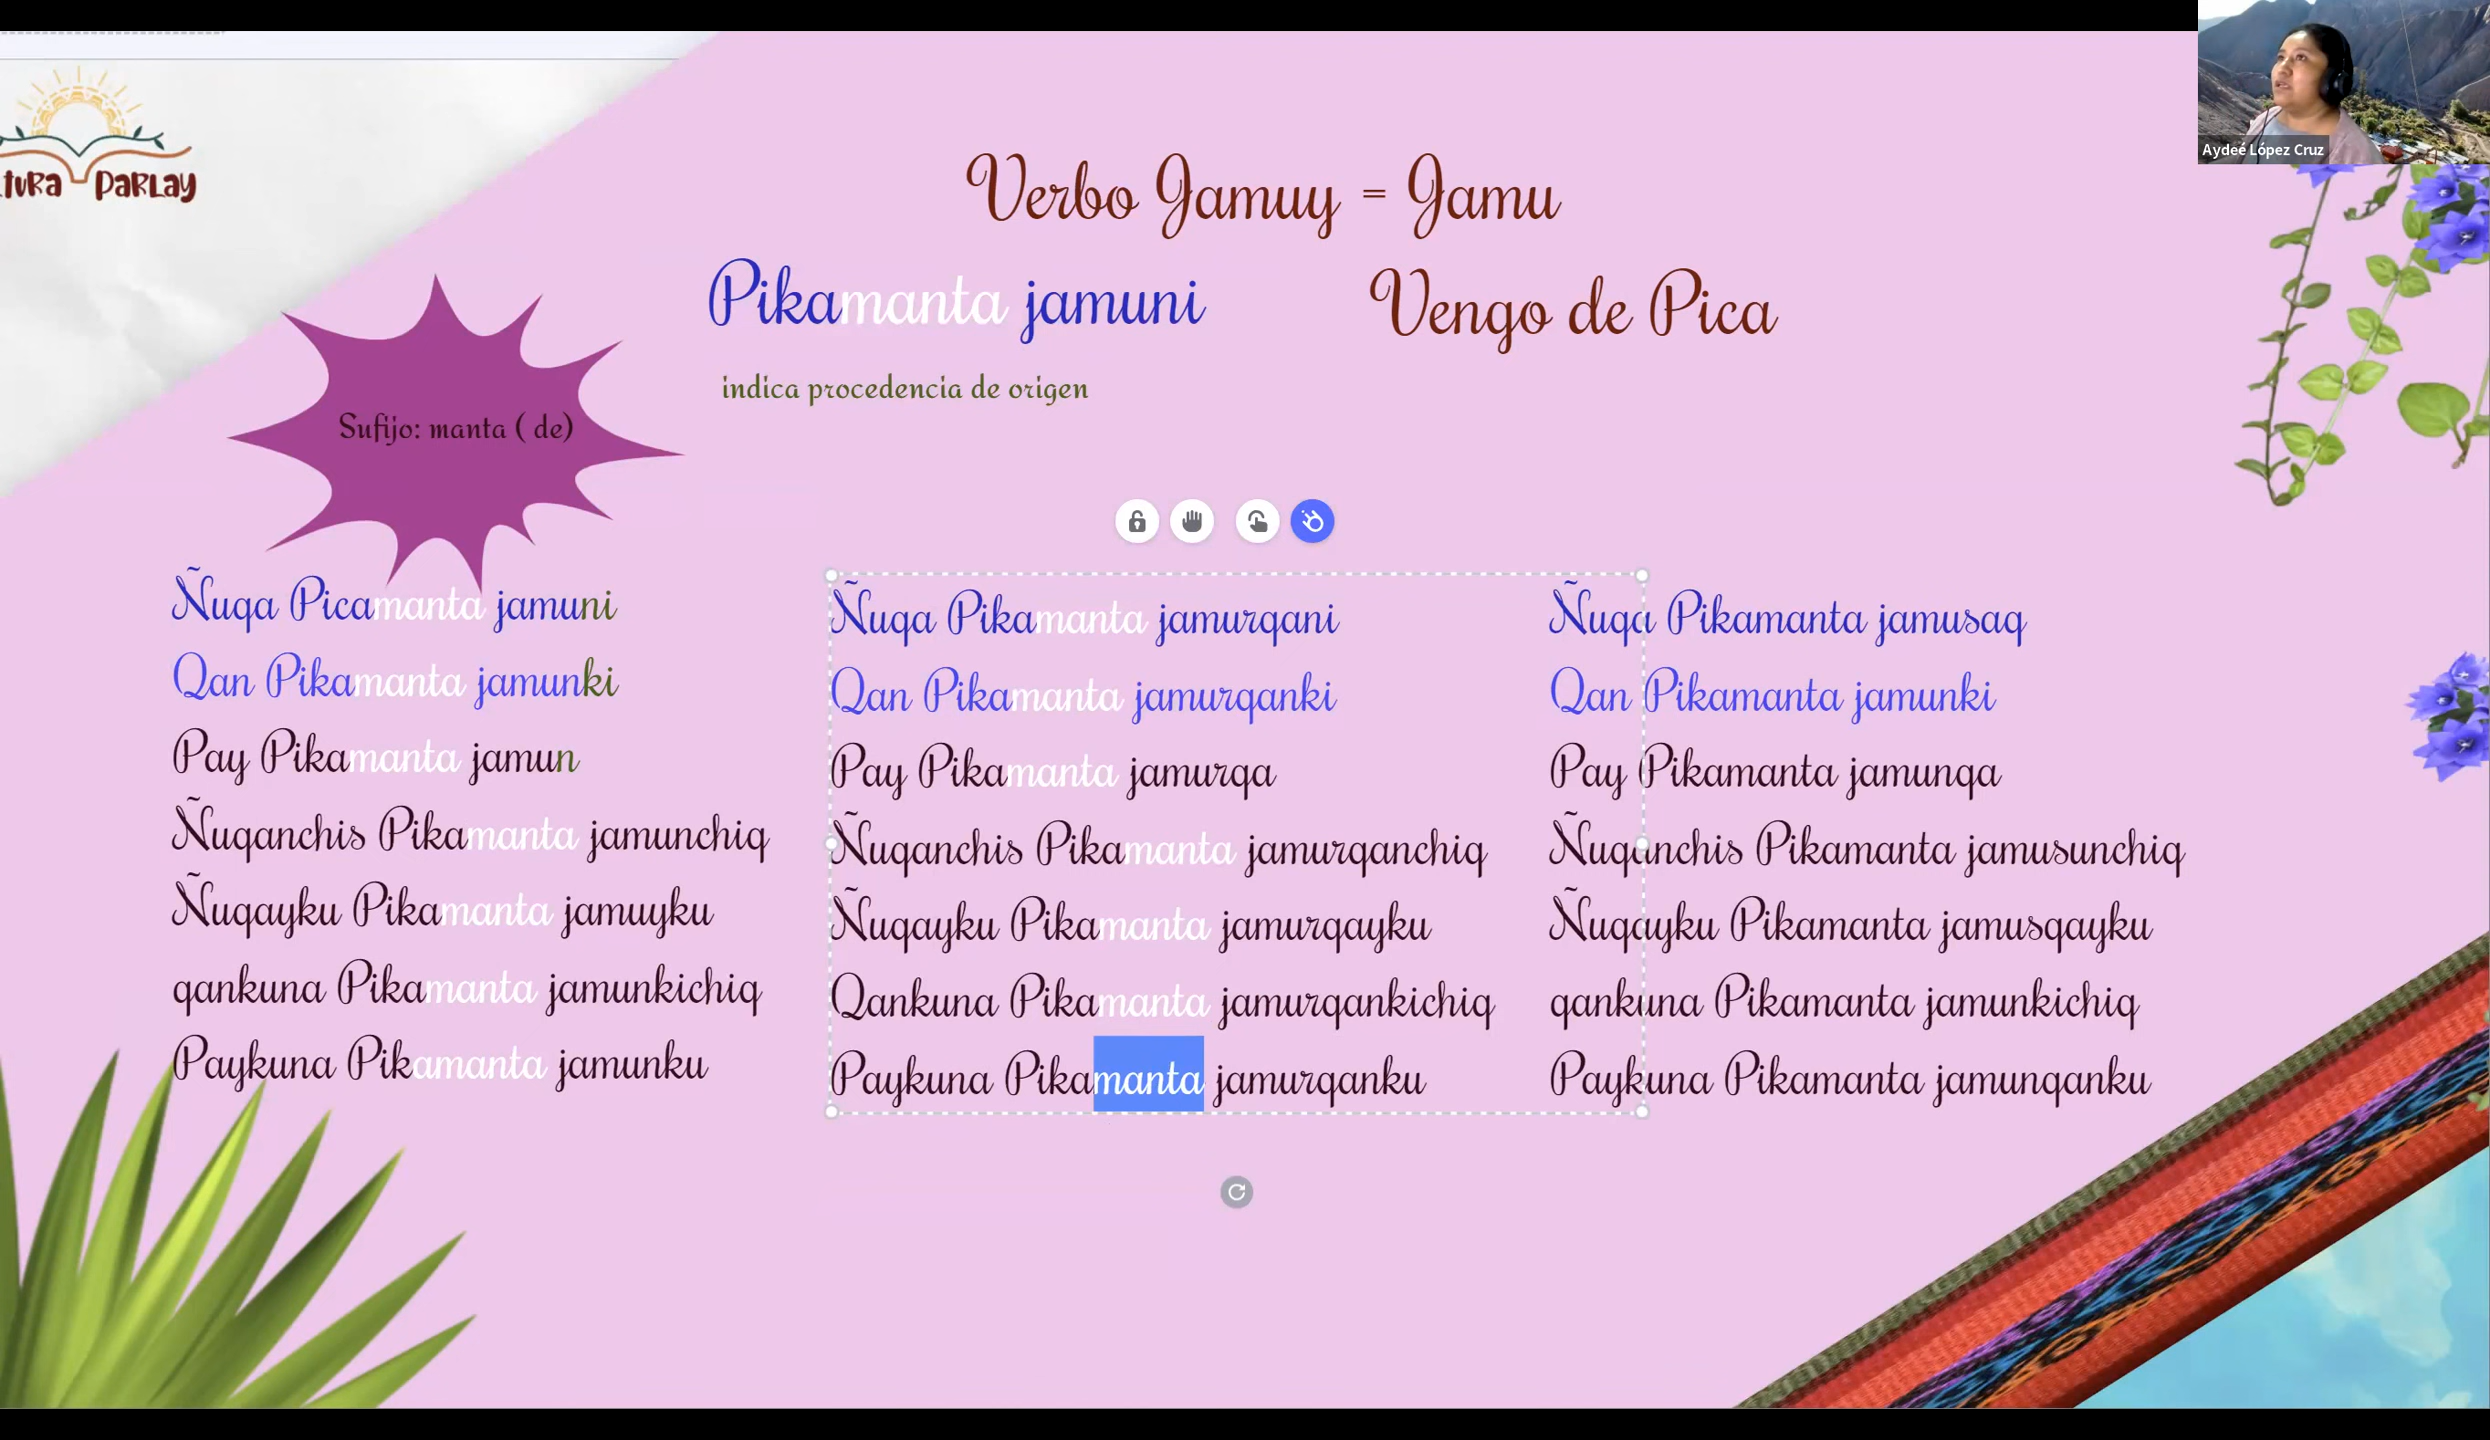 Aydeé López Cruz
tura Parlay
Verbo Jamuy = Jamu
Pikamanta jamuni
Vengo de Pica
indica procedencia de origen
Sufijo: manta ( de)
Ñuqa Picamanta jamuni
Qan Pikamanta jamunki
Pay Pikamanta jamun
Ñuqanchis Pikamanta jamunchiq
Ñuqayku Pikamanta jamuyku
qankuna Pikamanta jamunkichiq
Paykuna Pikamanta jamunku
Ñuqa Pikamanta jamurqani
Qan Pikamanta jamurqanki
Pay Pikamanta jamurqa
Ñuqanchis Pikamanta jamurqanchiq
Ñuqayku Pikamanta jamurqayku
Qankuna Pikamanta jamurqankichiq
Paykuna Pikamanta jamurqanku
Ñuqa Pikamanta jamusaq
Qan Pikamanta jamunki
Pay Pikamanta jamunqa
Ñuqanchis Pikamanta jamusunchiq
Ñuqayku Pikamanta jamusqayku
qankuna Pikamanta jamunkichiq
Paykuna Pikamanta jamunqanku